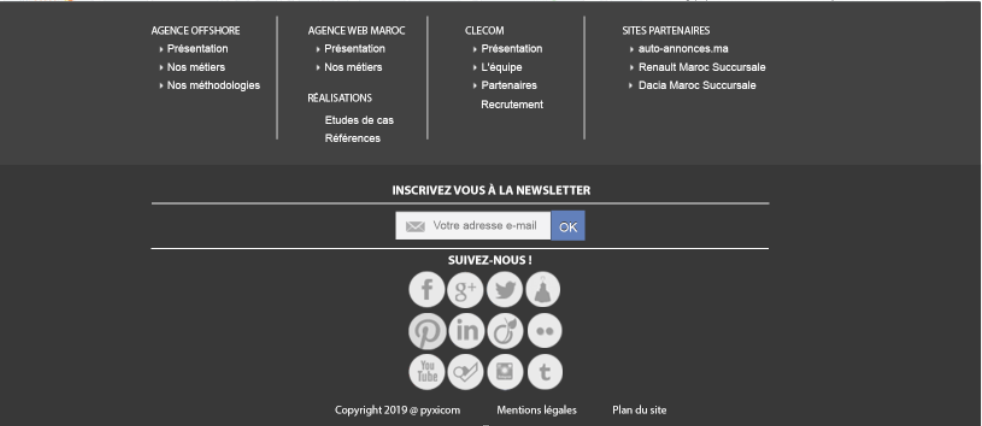 AGENCE OFFSHORE
Présentation
Nos métiers
Nos méthodologies
AGENCE WEB MAROC
Présentation
Nos métiers
RÉALISATIONS
Etudes de cas
Références
CLECOM
Présentation
L'équipe
Partenaires
Recrutement
SITES PARTENAIRES
auto-annonces.ma
Renault Maroc Succursale
Dacia Maroc Succursale
INSCRIVEZ VOUS À LA NEWSLETTER
Votre adresse e-mail OK
SUIVEZ-NOUS !
f g+
in
You
Tube t
Copyright 2019 @ pyxicom Mentions légales Plan du site